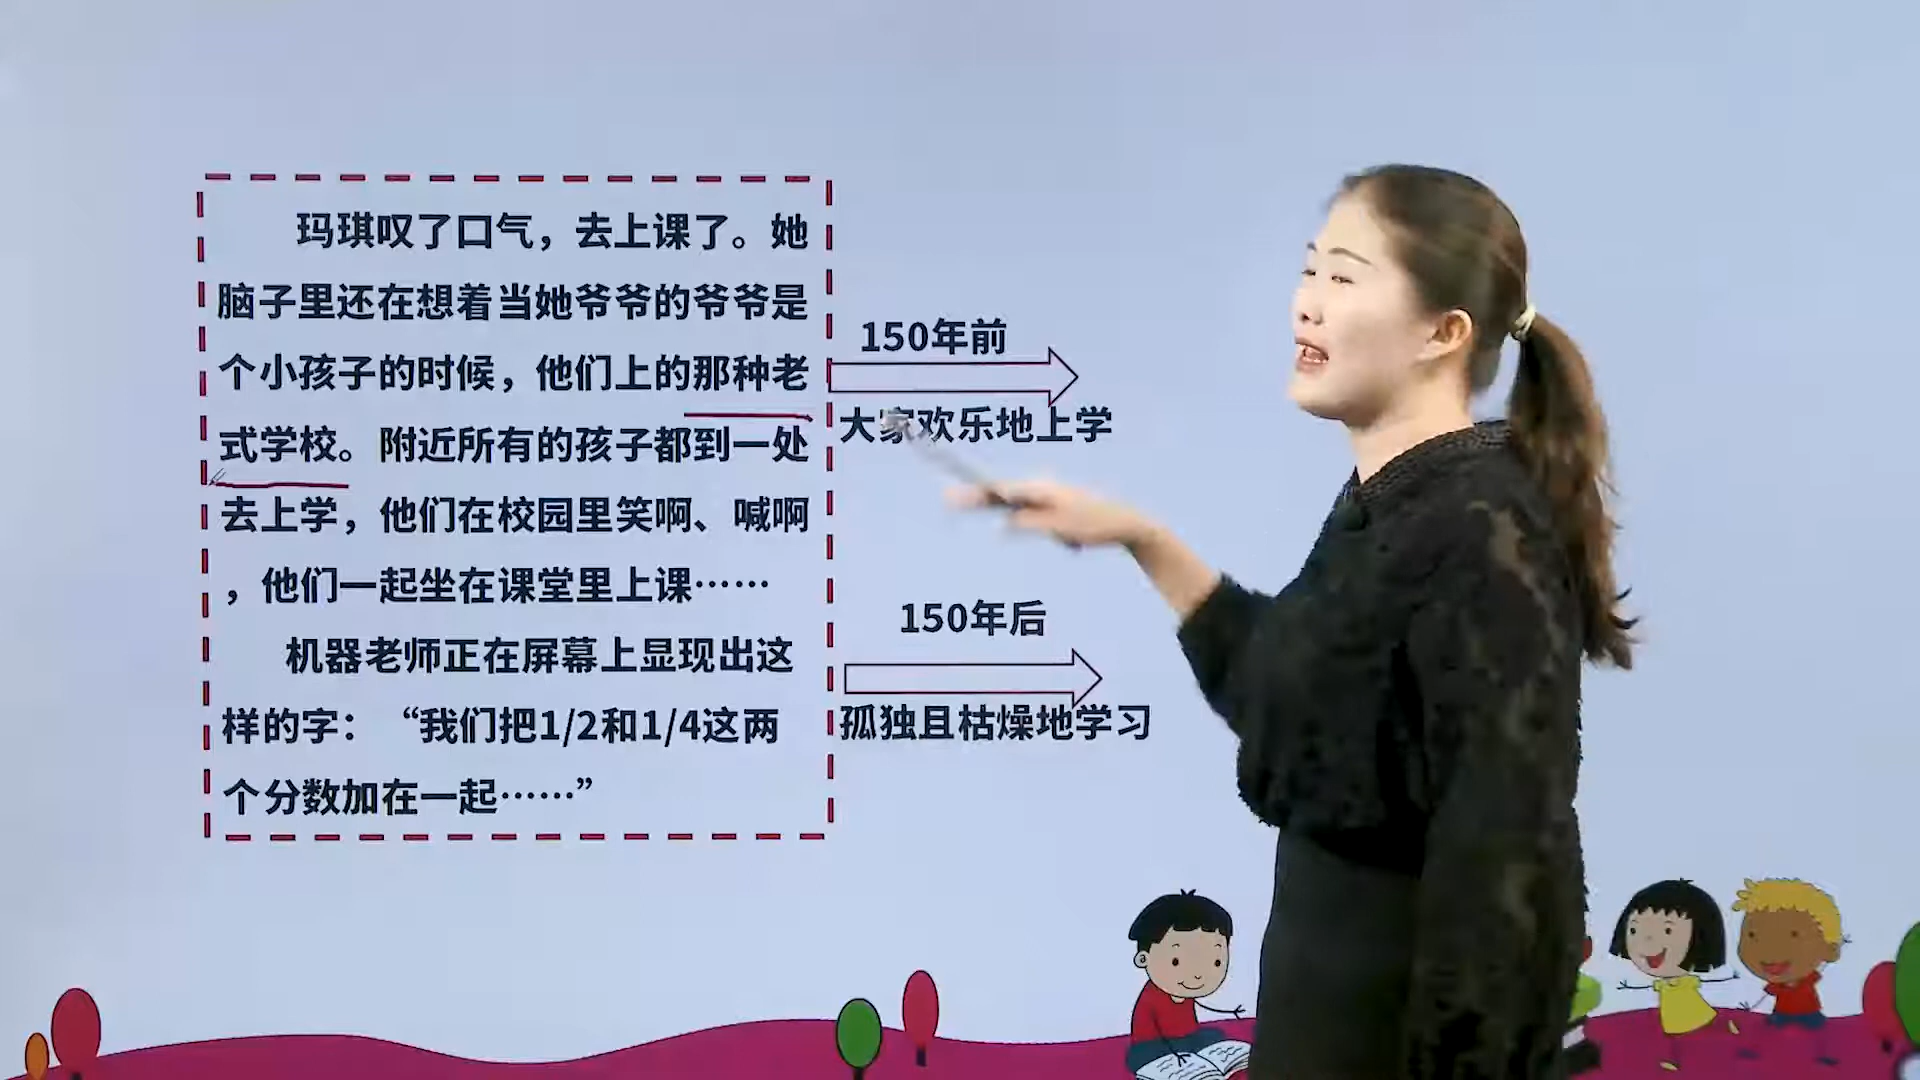 玛琪叹了口气，去上课了。她
脑子里还在想着当她爷爷的爷爷是
个小孩子的时候，他们上的那种老
式学校。附近所有的孩子都到一处
去上学，他们在校园里笑啊、喊啊
，他们一起坐在课堂里上课……
机器老师正在屏幕上显现出这
样的字：“我们把1/2和1/4这两
个分数加在一起……”
150年前
大家欢乐地上学
150年后
孤独且枯燥地学习